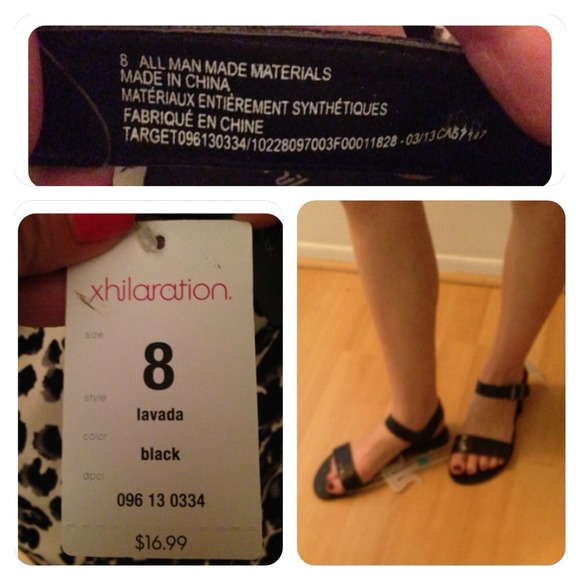 8 ALL MAN MADE MATERIALS
MADE IN CHINA
MATÉRIAUX ENTIÈREMENT SYNTHÉTIQUES
FABRIQUÉ EN CHINE
TARGET096130334/10228097003F00011828 - 03/13
xhilaration.
size
8
style
lavada
color
black
dpci
096 13 0334
$16.99